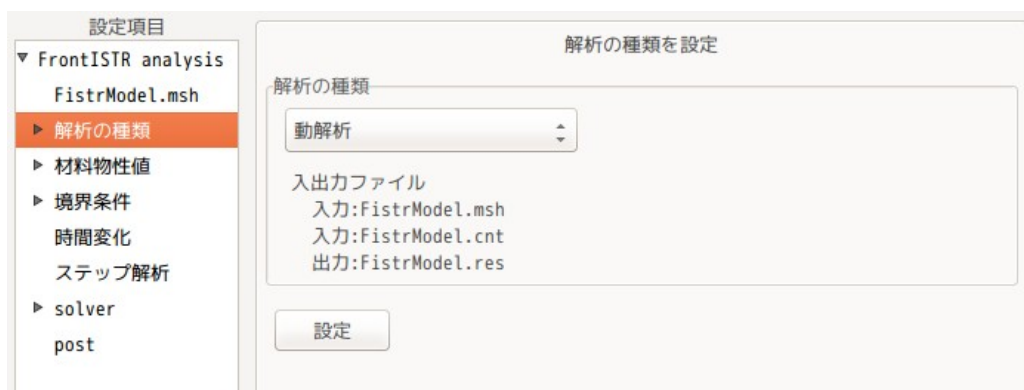 設定項目
FrontISTR analysis
FistrModel.msh
解析の種類
材料物性値
境界条件
時間変化
ステップ解析
solver
post
解析の種類を設定
解析の種類
動解析
入出力ファイル
入力:FistrModel.msh
入力:FistrModel.cnt
出力:FistrModel.res
設定